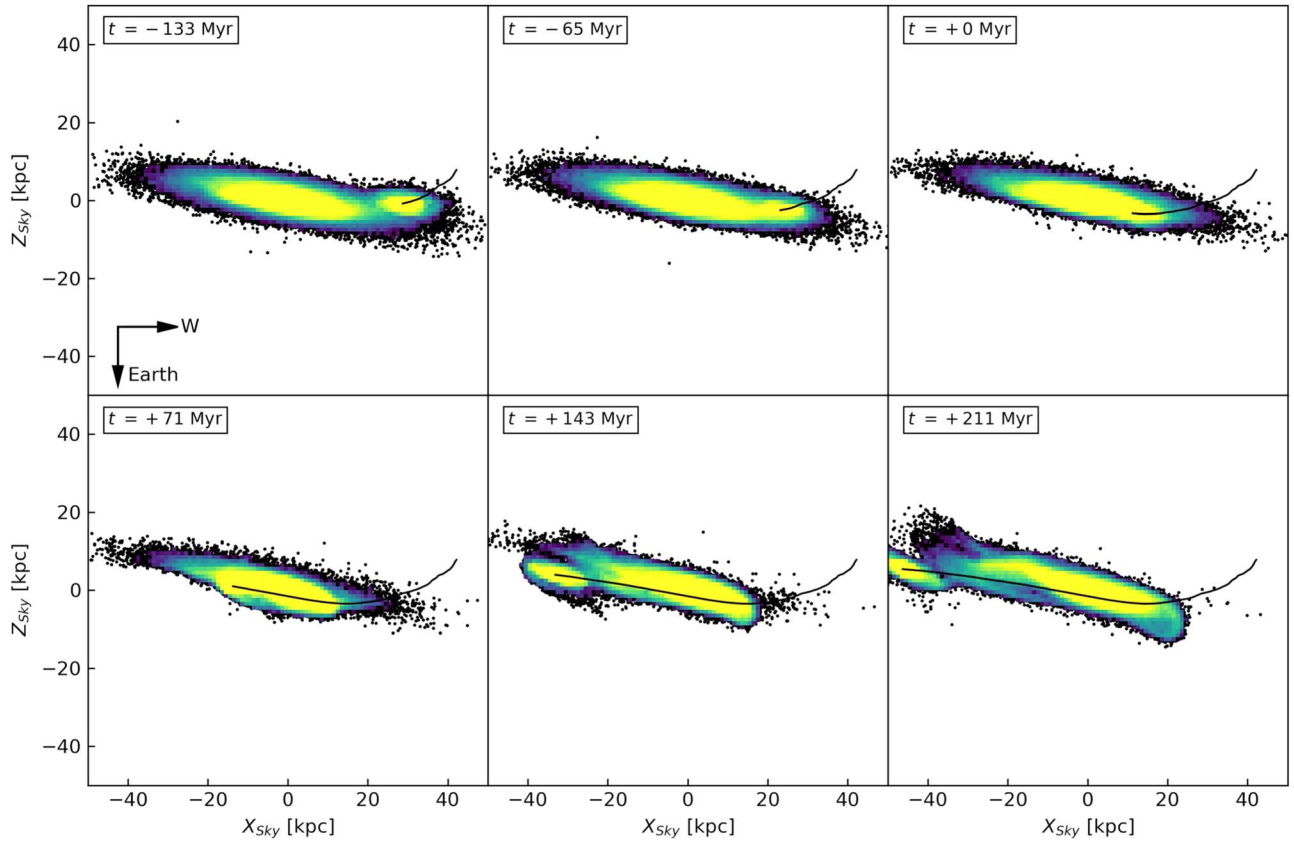 t = −133 Myr
t = −65 Myr
t = +0 Myr
40
20
0
−20
−40
Z_Sky [kpc]
W
Earth
t = +71 Myr
t = +143 Myr
t = +211 Myr
40
20
0
−20
−40
Z_Sky [kpc]
−40 −20 0 20 40
−40 −20 0 20 40
−40 −20 0 20 40
X_Sky [kpc]
X_Sky [kpc]
X_Sky [kpc]